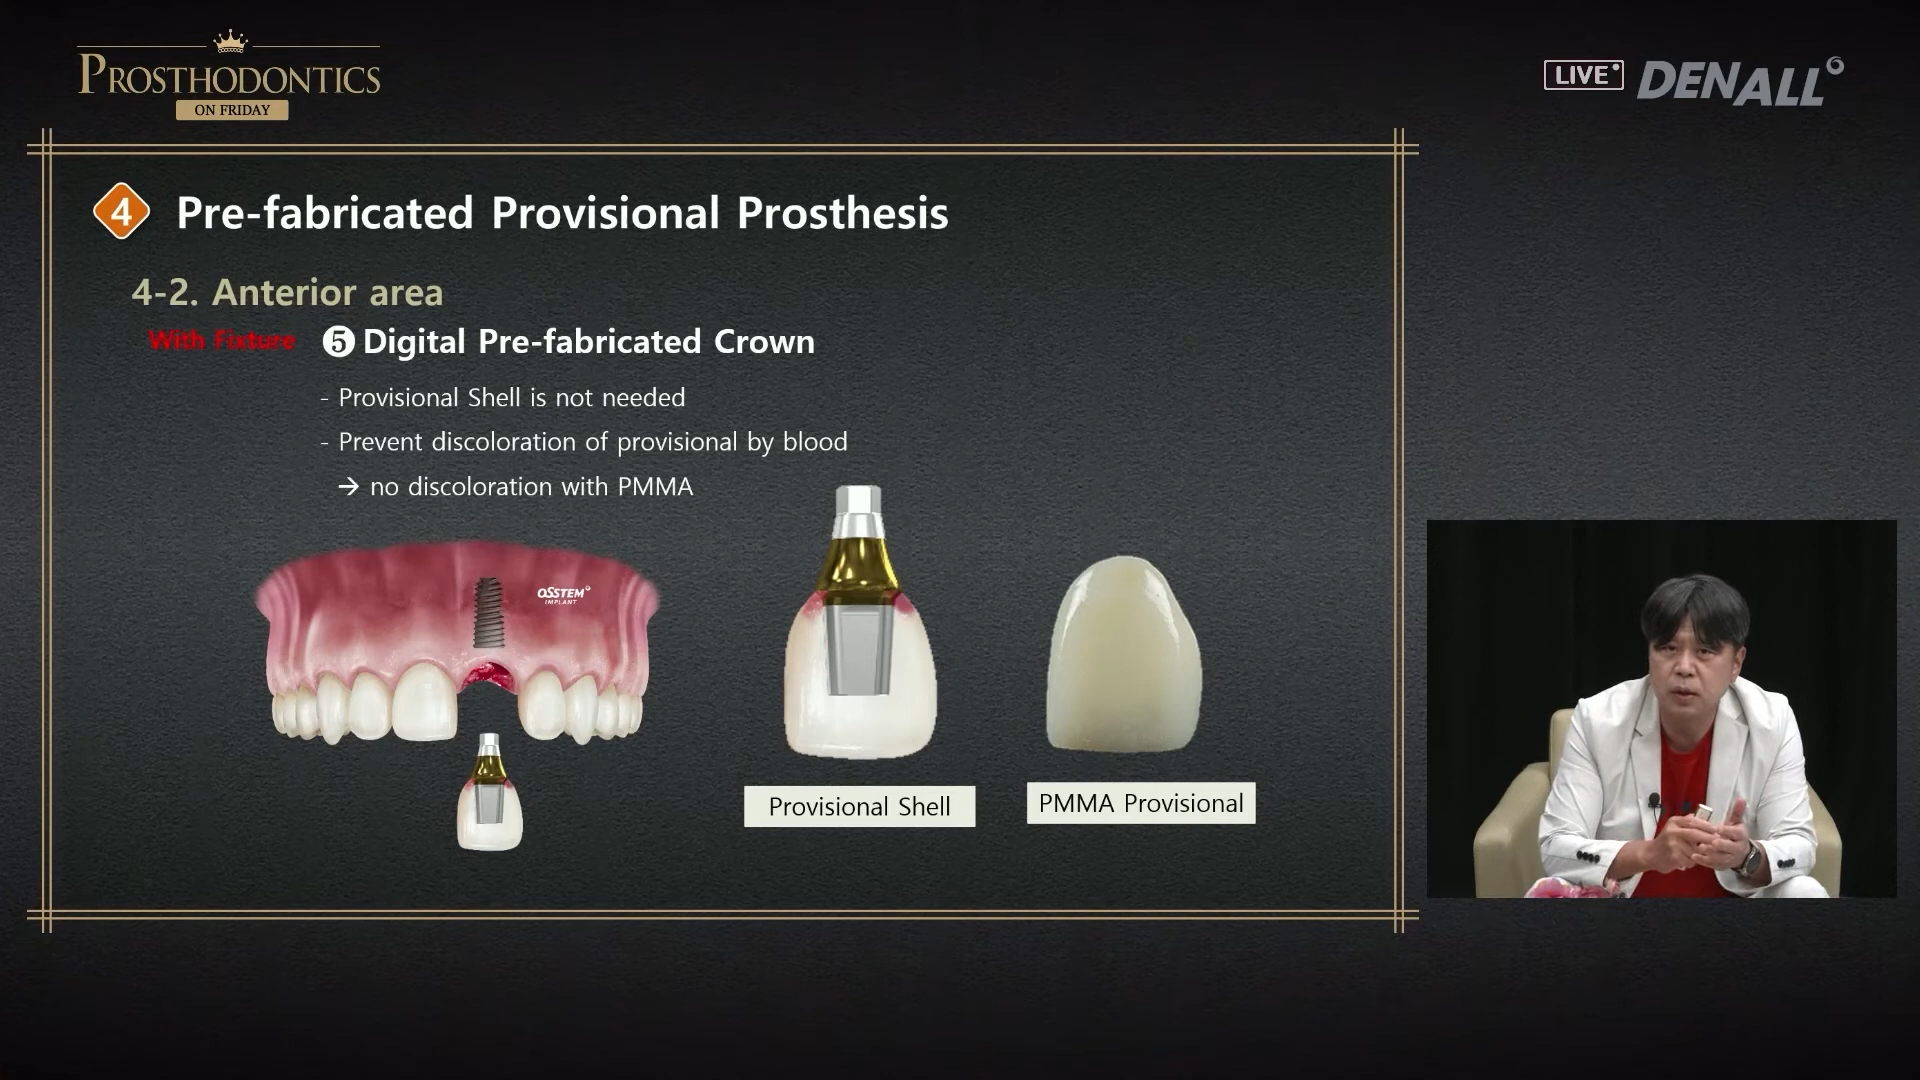 PROSTHODONTICS
ON FRIDAY
LIVE
DENALL
4 Pre-fabricated Provisional Prosthesis
4-2. Anterior area
With Fixture ❺ Digital Pre-fabricated Crown
- Provisional Shell is not needed
- Prevent discoloration of provisional by blood
→ no discoloration with PMMA
OSSTEM
IMPLANT
Provisional Shell
PMMA Provisional